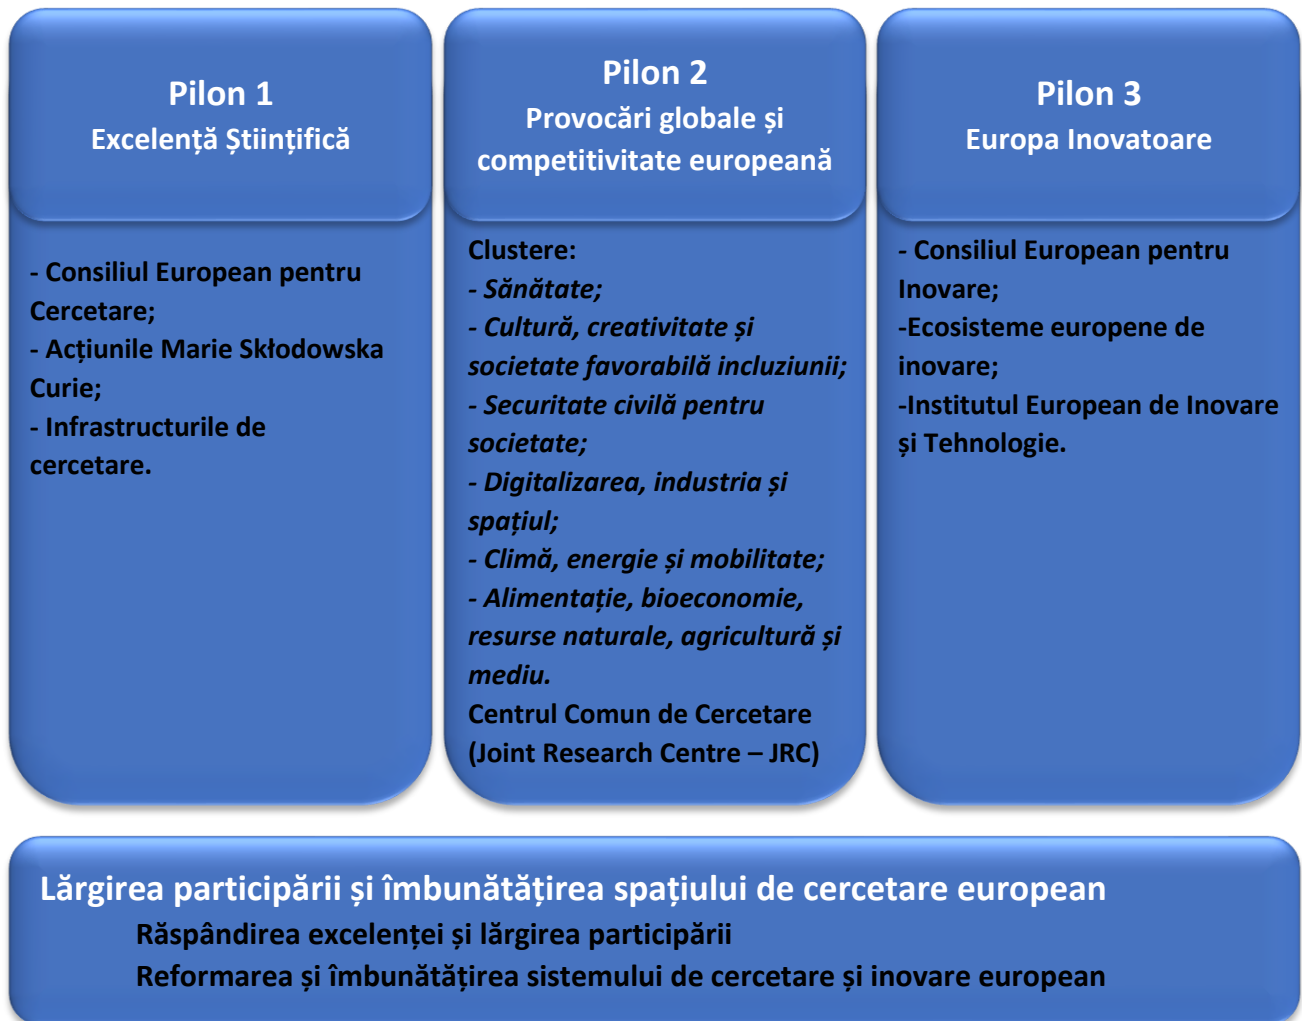 Pilon 1
Excelență Științifică
- Consiliul European pentru
Cercetare;
- Acțiunile Marie Skłodowska
Curie;
- Infrastructurile de
cercetare.
Pilon 2
Provocări globale și
competitivitate europeană
Clustere:
- Sănătate;
- Cultură, creativitate și
societate favorabilă incluziunii;
- Securitate civilă pentru
societate;
- Digitalizarea, industria și
spațiul;
- Climă, energie și mobilitate;
- Alimentație, bioeconomie,
resurse naturale, agricultură și
mediu.
Centrul Comun de Cercetare
(Joint Research Centre – JRC)
Pilon 3
Europa Inovatoare
- Consiliul European pentru
Inovare;
-Ecosisteme europene de
inovare;
-Institutul European de Inovare
și Tehnologie.
Lărgirea participării și îmbunătățirea spațiului de cercetare european
Răspândirea excelenței și lărgirea participării
Reformarea și îmbunătățirea sistemului de cercetare și inovare european